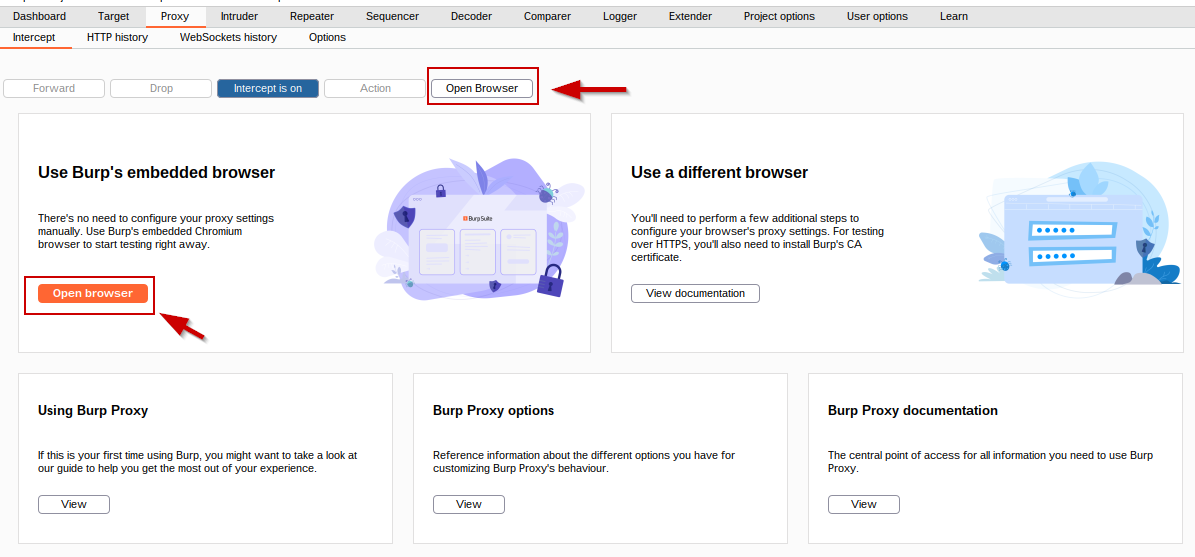 Dashboard Target Proxy Intruder Repeater Sequencer Decoder Comparer Logger Extender Project options User options Learn
Intercept HTTP history WebSockets history Options
Forward Drop Intercept is on Action Open Browser
Use Burp's embedded browser
There's no need to configure your proxy settings
manually. Use Burp's embedded Chromium
browser to start testing right away.
Open browser
Burp Suite
Use a different browser
You'll need to perform a few additional steps to
configure your browser's proxy settings. For testing
over HTTPS, you'll also need to install Burp's CA
certificate.
View documentation
Using Burp Proxy
If this is your first time using Burp, you might want to take a look at
our guide to help you get the most out of your experience.
View
Burp Proxy options
Reference information about the different options you have for
customizing Burp Proxy's behaviour.
View
Burp Proxy documentation
The central point of access for all information you need to use Burp
Proxy.
View